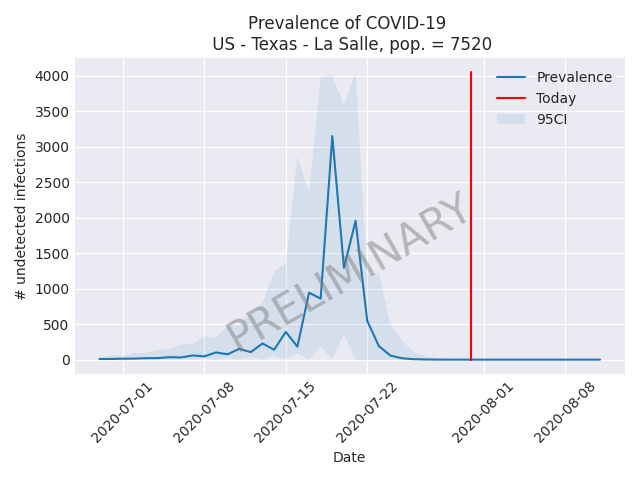 Prevalence of COVID-19
US - Texas - La Salle, pop. = 7520
4000
3500
3000
2500
2000
1500
1000
500
0
# undetected infections
Prevalence
Today
95CI
PRELIMINARY
2020-07-01
2020-07-08
2020-07-15
2020-07-22
2020-08-01
2020-08-08
Date